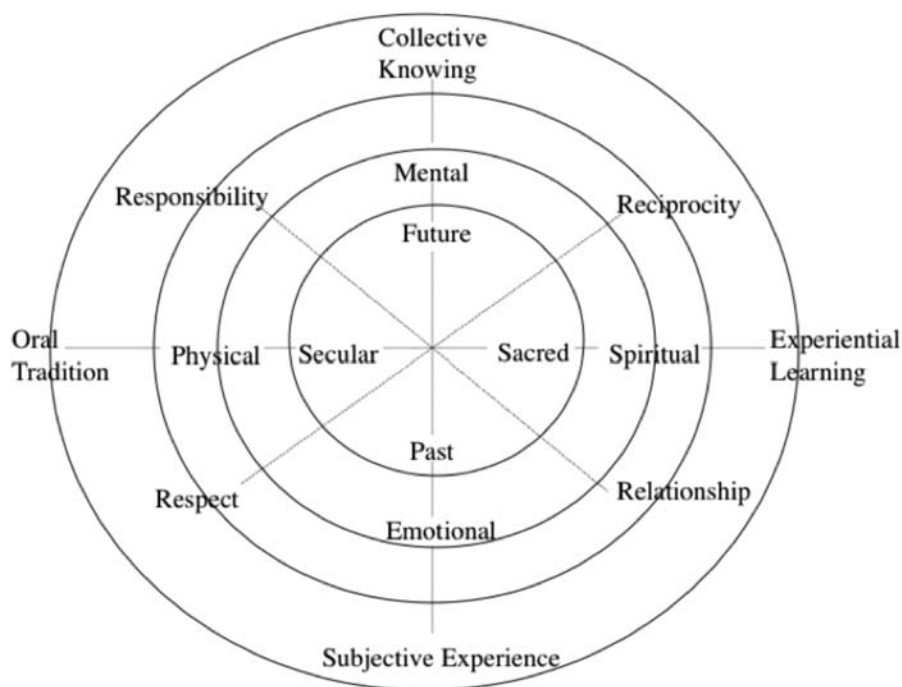 Collective
Knowing
Mental
Responsibility
Reciprocity
Future
Oral
Tradition
Physical
Secular
Sacred
Spiritual
Experiential
Learning
Past
Respect
Relationship
Emotional
Subjective Experience